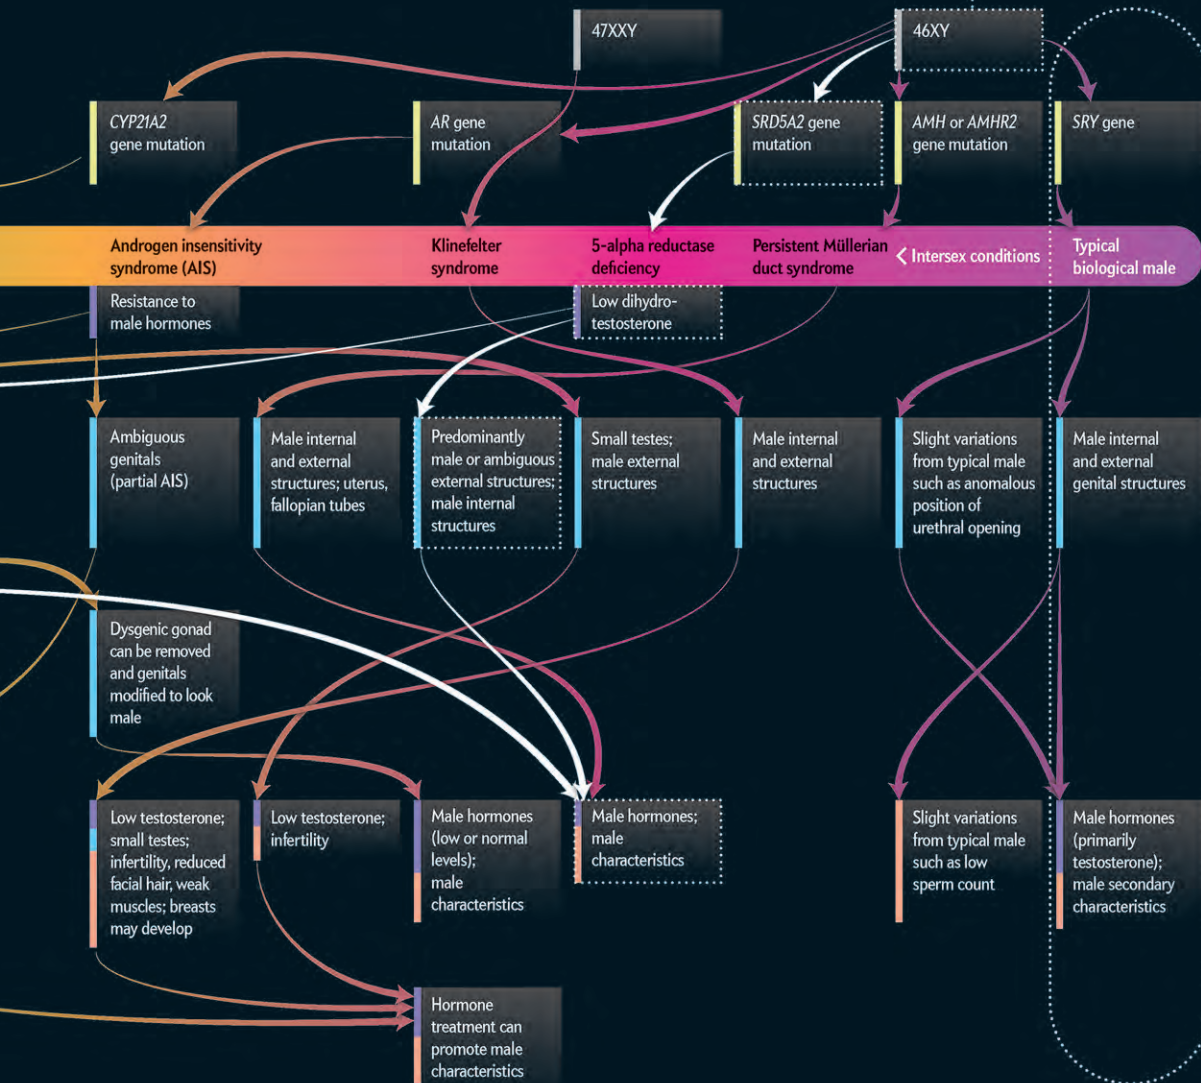 47XXY
46XY
CYP21A2
gene mutation
AR gene
mutation
SRD5A2 gene
mutation
AMH or AMHR2
gene mutation
SRY gene
Androgen insensitivity
syndrome (AIS)
Klinefelter
syndrome
5-alpha reductase
deficiency
Persistent Müllerian
duct syndrome
< Intersex conditions
Typical
biological male
Resistance to
male hormones
Low dihydro-
testosterone
Ambiguous
genitals
(partial AIS)
Male internal
and external
structures; uterus,
fallopian tubes
Predominantly
male or ambiguous
external structures;
male internal
structures
Small testes;
male external
structures
Male internal
and external
structures
Slight variations
from typical male
such as anomalous
position of
urethral opening
Male internal
and external
genital structures
Dysgenic gonad
can be removed
and genitals
modified to look
male
Low testosterone;
small testes;
infertility, reduced
facial hair, weak
muscles; breasts
may develop
Low testosterone;
infertility
Male hormones
(low or normal
levels);
male
characteristics
Male hormones;
male
characteristics
Slight variations
from typical male
such as low
sperm count
Male hormones
(primarily
testosterone);
male secondary
characteristics
Hormone
treatment can
promote male
characteristics